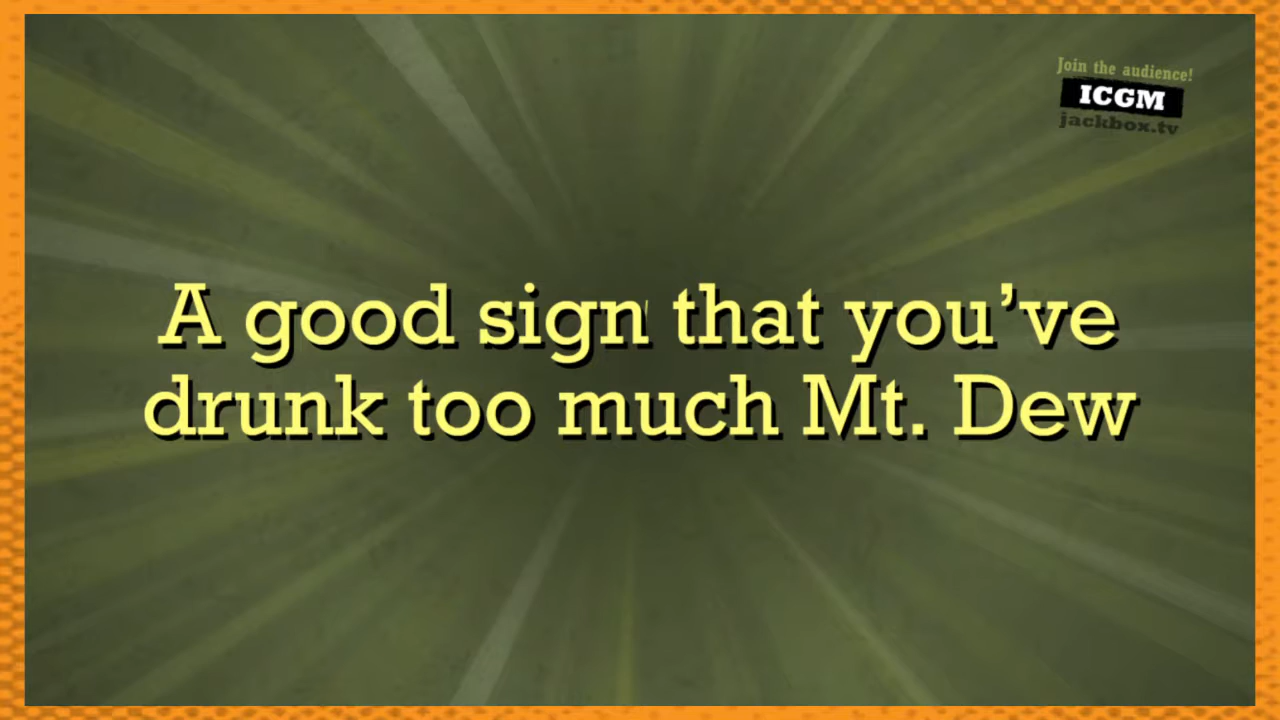 Join the audience!
ICGM
jackbox.tv
A good sign that you’ve
drunk too much Mt. Dew